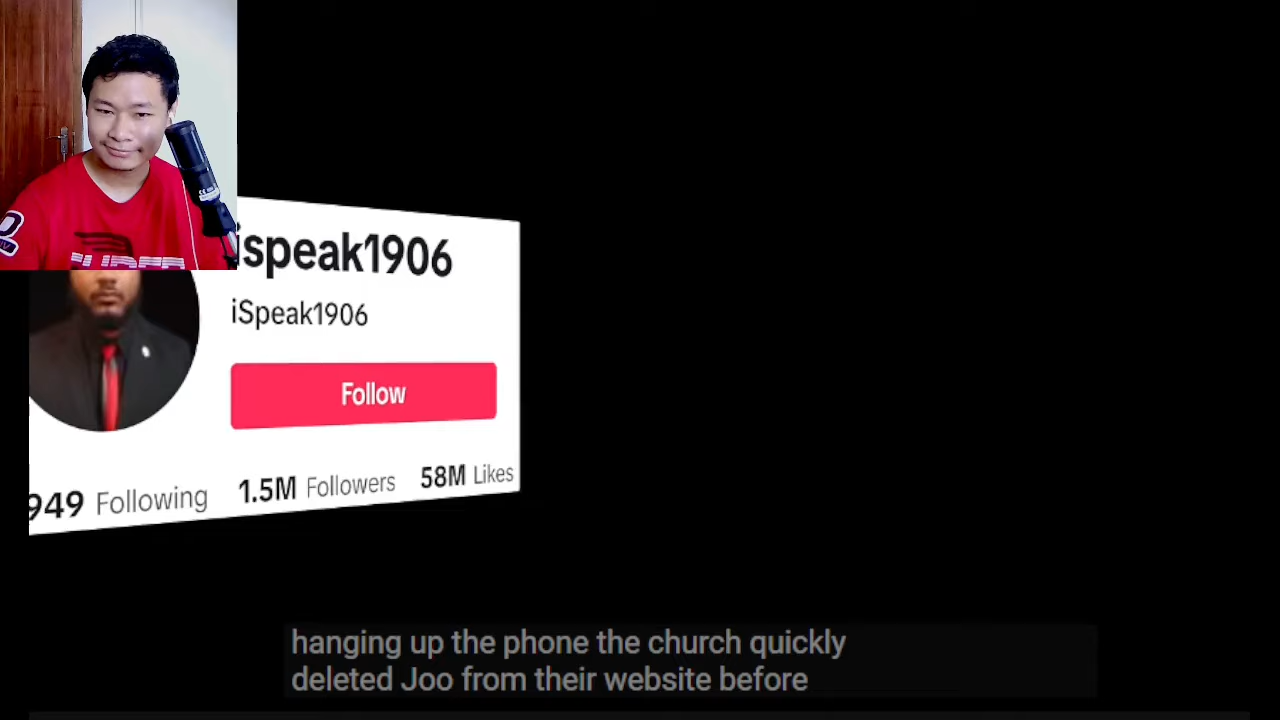 ispeak1906
iSpeak1906
Follow
949 Following 1.5M Followers 58M Likes
hanging up the phone the church quickly
deleted Joo from their website before